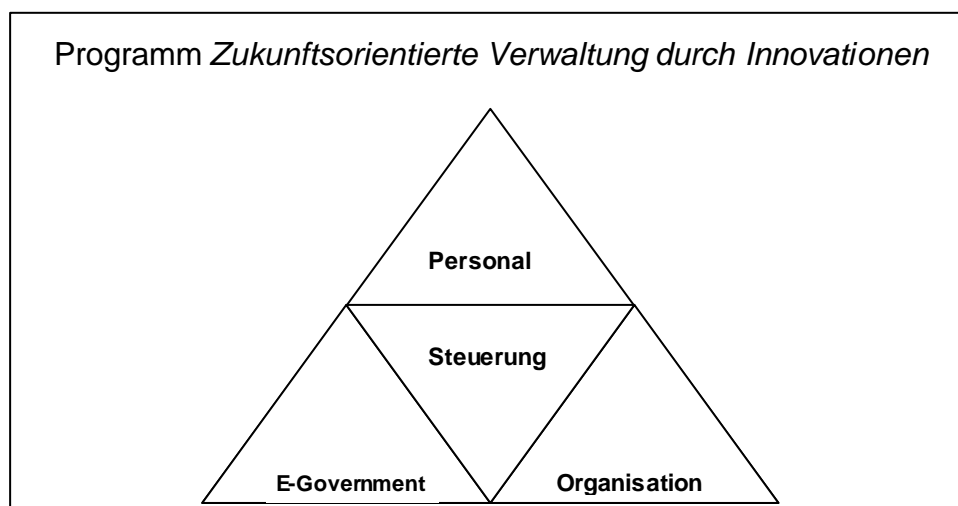 Programm Zukunftsorientierte Verwaltung durch Innovationen
Personal
Steuerung
E-Government
Organisation